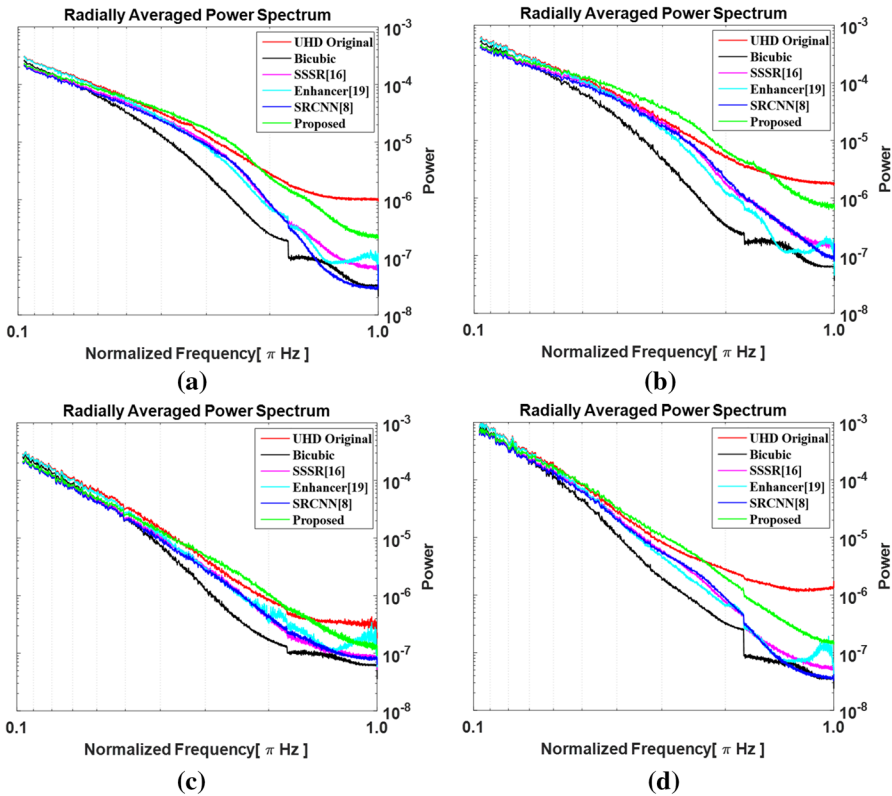 Radially Averaged Power Spectrum
UHD Original
Bicubic
SSSR[16]
Enhancer[19]
SRCNN[8]
Proposed
10-3
10-4
10-5
10-6
10-7
10-8
Power
0.1
1.0
Normalized Frequency[ π Hz ]
(a)
Radially Averaged Power Spectrum
UHD Original
Bicubic
SSSR[16]
Enhancer[19]
SRCNN[8]
Proposed
10-3
10-4
10-5
10-6
10-7
10-8
Power
0.1
1.0
Normalized Frequency[ π Hz ]
(b)
Radially Averaged Power Spectrum
UHD Original
Bicubic
SSSR[16]
Enhancer[19]
SRCNN[8]
Proposed
10-3
10-4
10-5
10-6
10-7
10-8
Power
0.1
1.0
Normalized Frequency[ π Hz ]
(c)
Radially Averaged Power Spectrum
UHD Original
Bicubic
SSSR[16]
Enhancer[19]
SRCNN[8]
Proposed
10-3
10-4
10-5
10-6
10-7
10-8
Power
0.1
1.0
Normalized Frequency[ π Hz ]
(d)